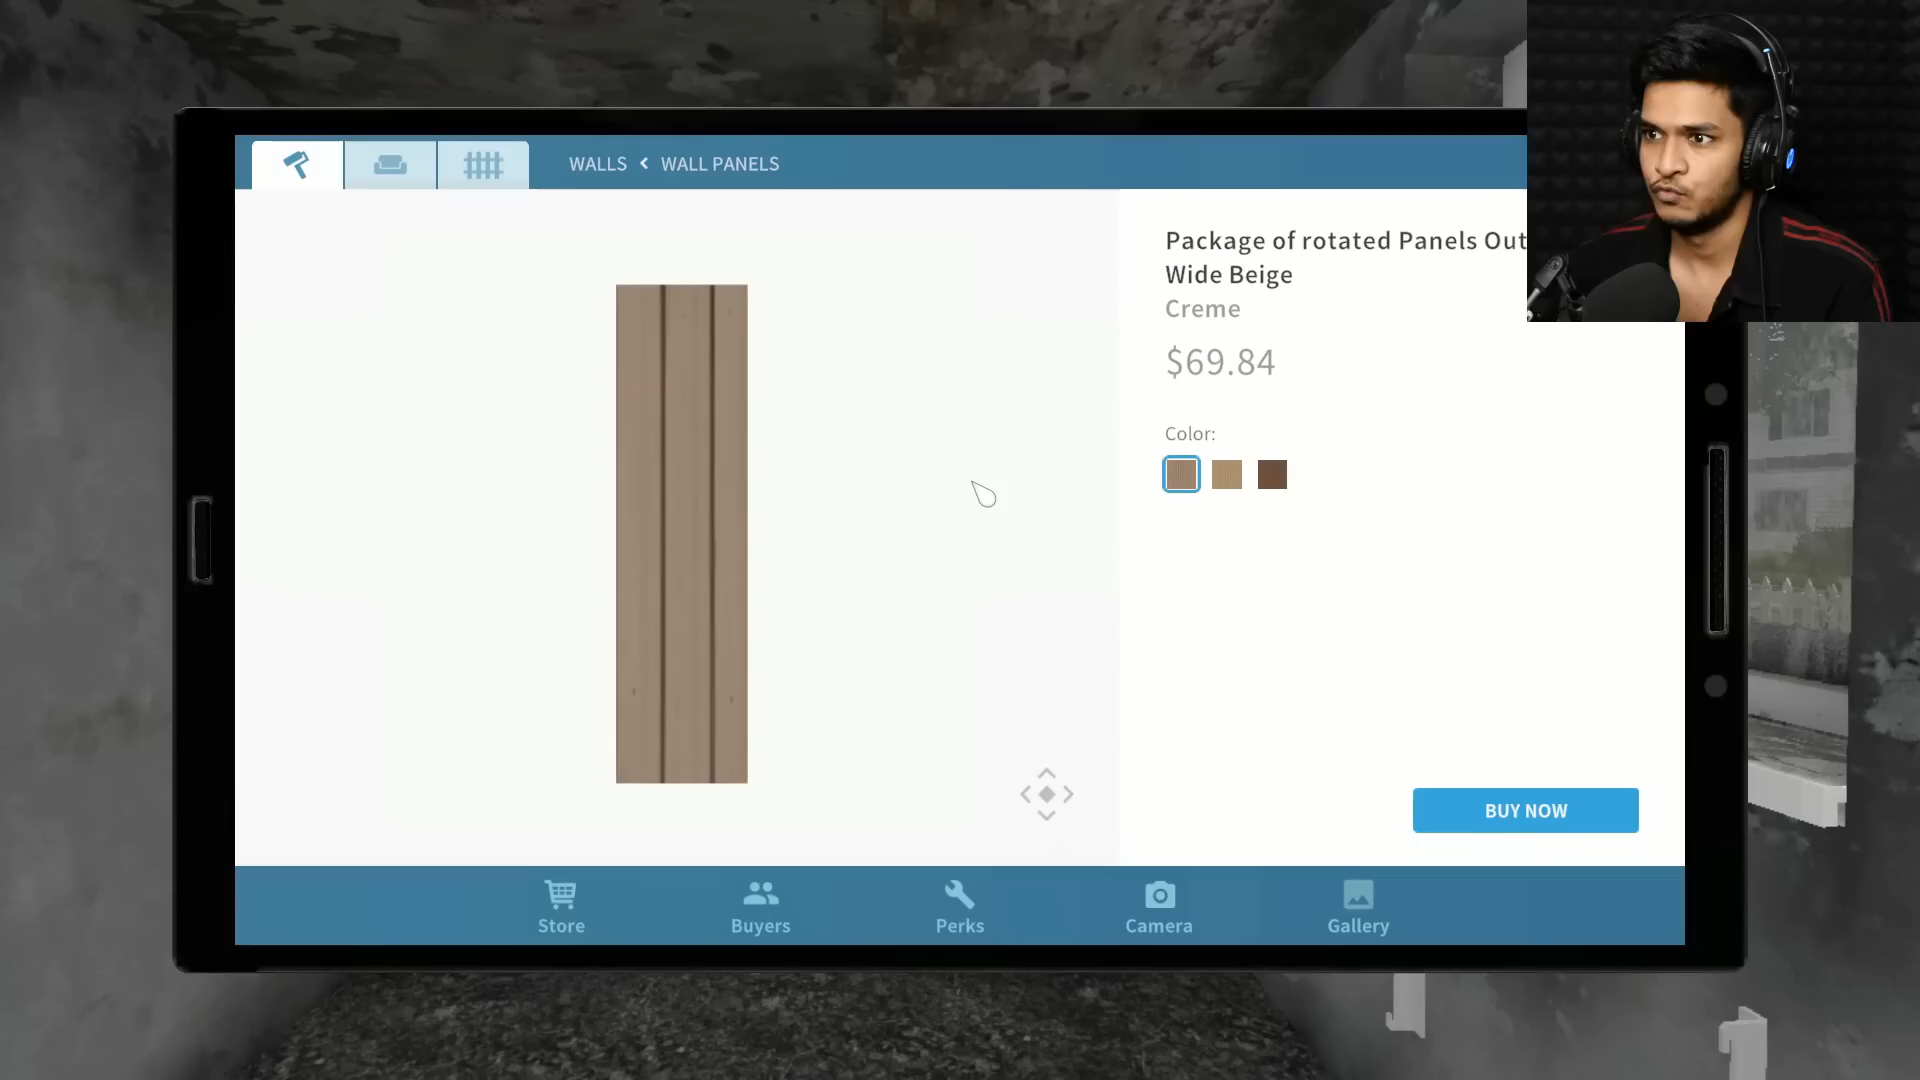 WALLS < WALL PANELS
Package of rotated Panels Out
Wide Beige
Creme
$69.84
Color:
BUY NOW
Store
Buyers
Perks
Camera
Gallery